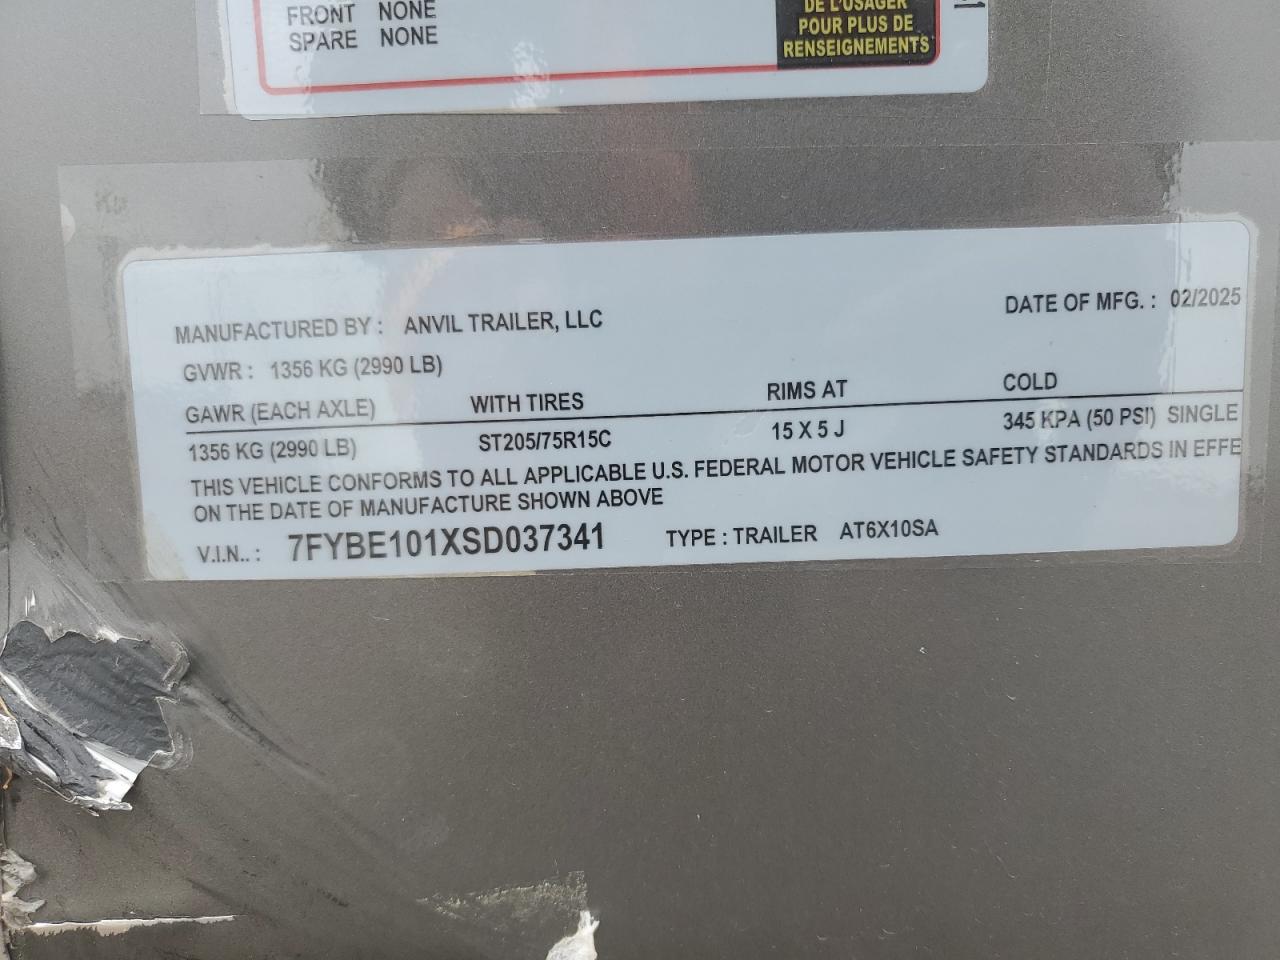 FRONT NONE
SPARE NONE
DE L'USAGER
POUR PLUS DE
RENSEIGNEMENTS
MANUFACTURED BY : ANVIL TRAILER, LLC
DATE OF MFG. : 02/2025
GVWR : 1356 KG (2990 LB)
GAWR (EACH AXLE) WITH TIRES RIMS AT COLD
1356 KG (2990 LB) ST205/75R15C 15 X 5 J 345 KPA (50 PSI) SINGLE
THIS VEHICLE CONFORMS TO ALL APPLICABLE U.S. FEDERAL MOTOR VEHICLE SAFETY STANDARDS IN EFFE
ON THE DATE OF MANUFACTURE SHOWN ABOVE
V.I.N.. : 7FYBE101XSD037341 TYPE : TRAILER AT6X10SA